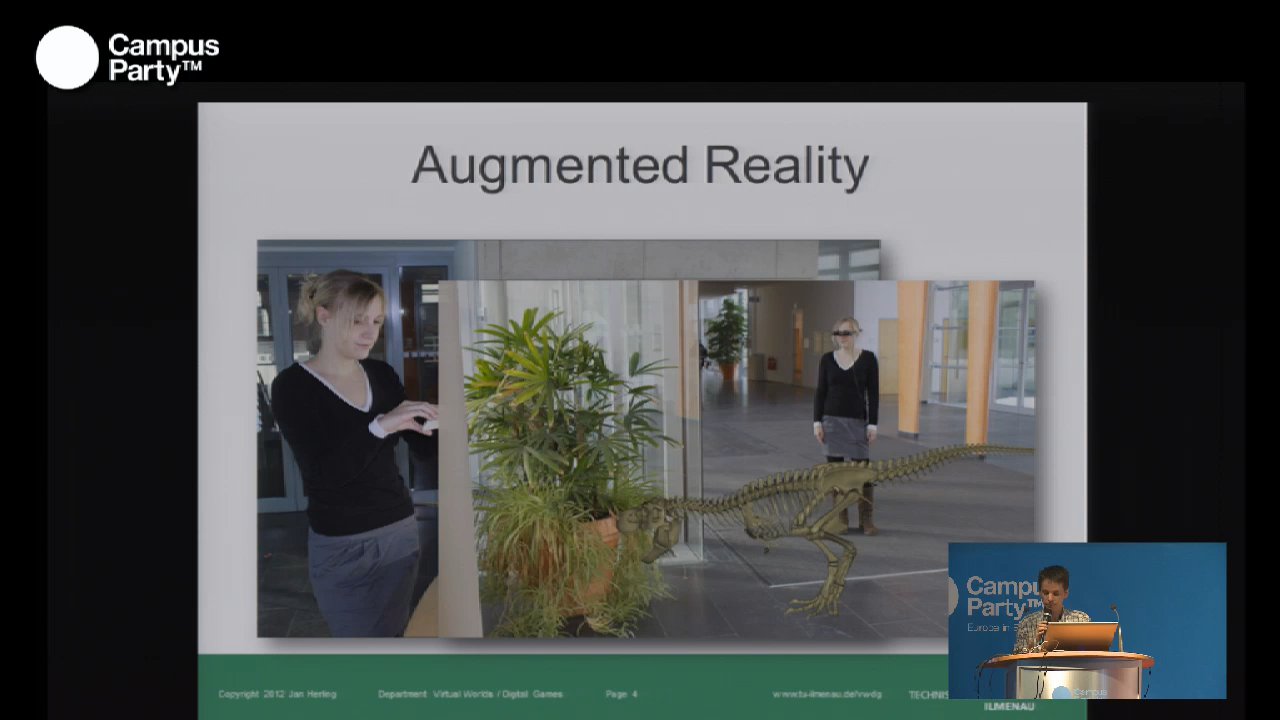 Campus
Party™
Augmented Reality
Campus
Party™
Europe in
Copyright 2012 Jan Herling
Department Virtual Worlds / Digital Games
Page 4
www.tu-ilmenau.de/vwdg
ILMENAU
Campus